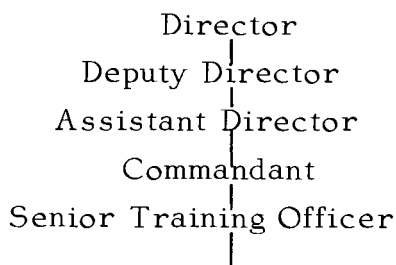 Director
Deputy Director
Assistant Director
Commandant
Senior Training Officer